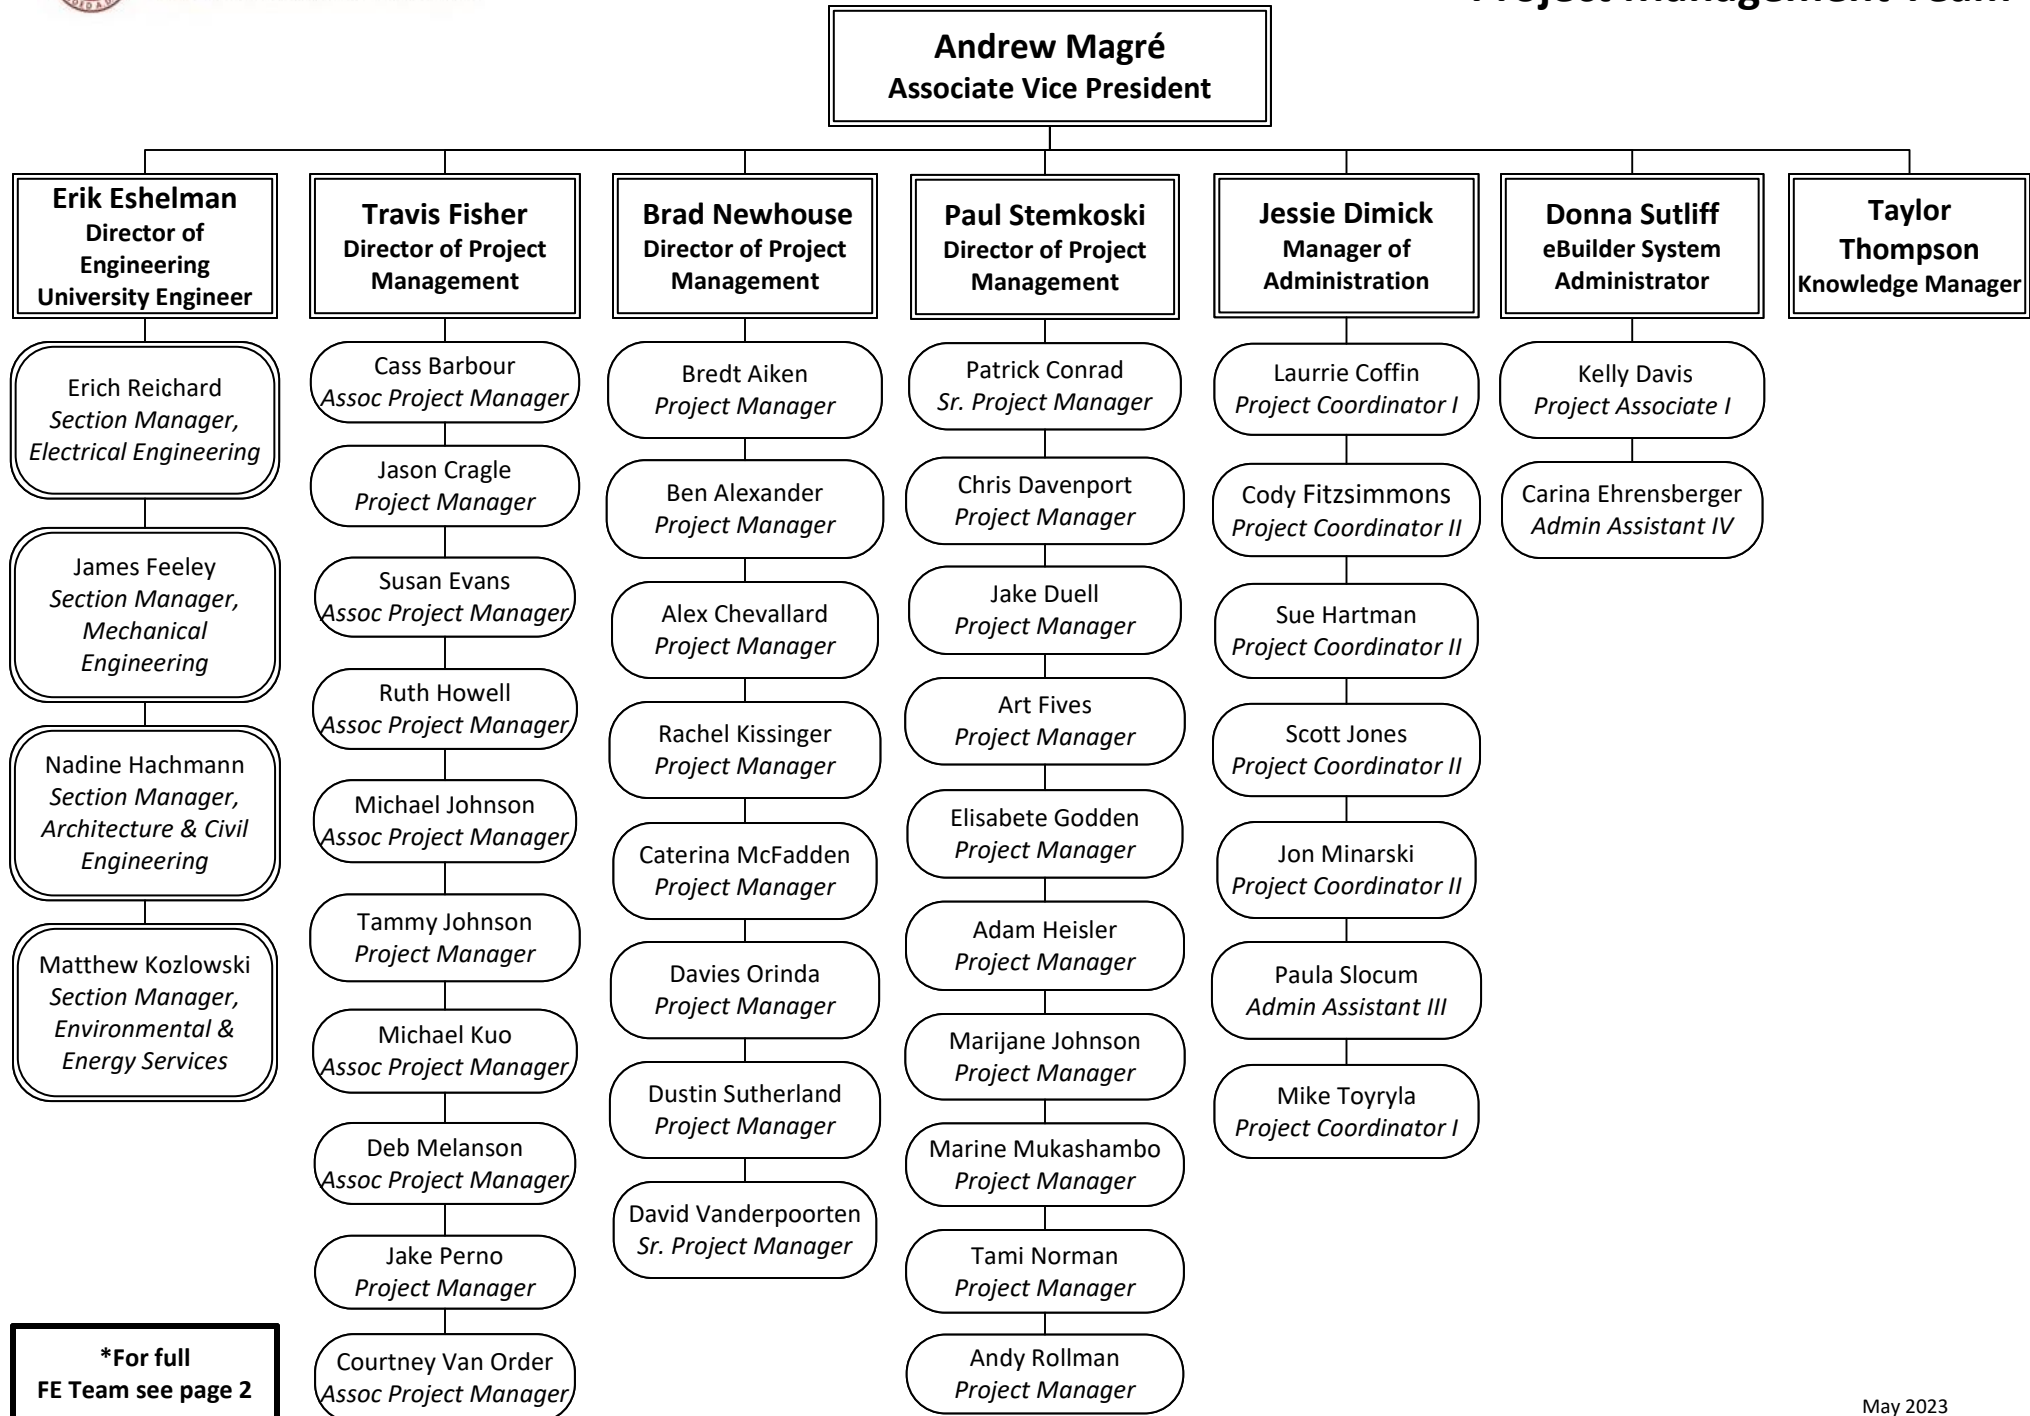 Project Management Team
Andrew Magré
Associate Vice President
Erik Eshelman
Director of
Engineering
University Engineer
Travis Fisher
Director of Project
Management
Brad Newhouse
Director of Project
Management
Paul Stemkoski
Director of Project
Management
Jessie Dimick
Manager of
Administration
Donna Sutliff
eBuilder System
Administrator
Taylor
Thompson
Knowledge Manager
Erich Reichard
Section Manager,
Electrical Engineering
James Feeley
Section Manager,
Mechanical
Engineering
Nadine Hachmann
Section Manager,
Architecture & Civil
Engineering
Matthew Kozlowski
Section Manager,
Environmental &
Energy Services
Cass Barbour
Assoc Project Manager
Jason Cragle
Project Manager
Susan Evans
Assoc Project Manager
Ruth Howell
Assoc Project Manager
Michael Johnson
Assoc Project Manager
Tammy Johnson
Project Manager
Michael Kuo
Assoc Project Manager
Deb Melanson
Assoc Project Manager
Jake Perno
Project Manager
Courtney Van Order
Assoc Project Manager
Bredt Aiken
Project Manager
Ben Alexander
Project Manager
Alex Chevallard
Project Manager
Rachel Kissinger
Project Manager
Caterina McFadden
Project Manager
Davies Orinda
Project Manager
Dustin Sutherland
Project Manager
David Vanderpoorten
Sr. Project Manager
Patrick Conrad
Sr. Project Manager
Chris Davenport
Project Manager
Jake Duell
Project Manager
Art Fives
Project Manager
Elisabete Godden
Project Manager
Adam Heisler
Project Manager
Marijane Johnson
Project Manager
Marine Mukashambo
Project Manager
Tami Norman
Project Manager
Andy Rollman
Project Manager
Laurrie Coffin
Project Coordinator I
Cody Fitzsimmons
Project Coordinator II
Sue Hartman
Project Coordinator II
Scott Jones
Project Coordinator II
Jon Minarski
Project Coordinator II
Paula Slocum
Admin Assistant III
Mike Toyryla
Project Coordinator I
Kelly Davis
Project Associate I
Carina Ehrensberger
Admin Assistant IV
*For full
FE Team see page 2
May 2023